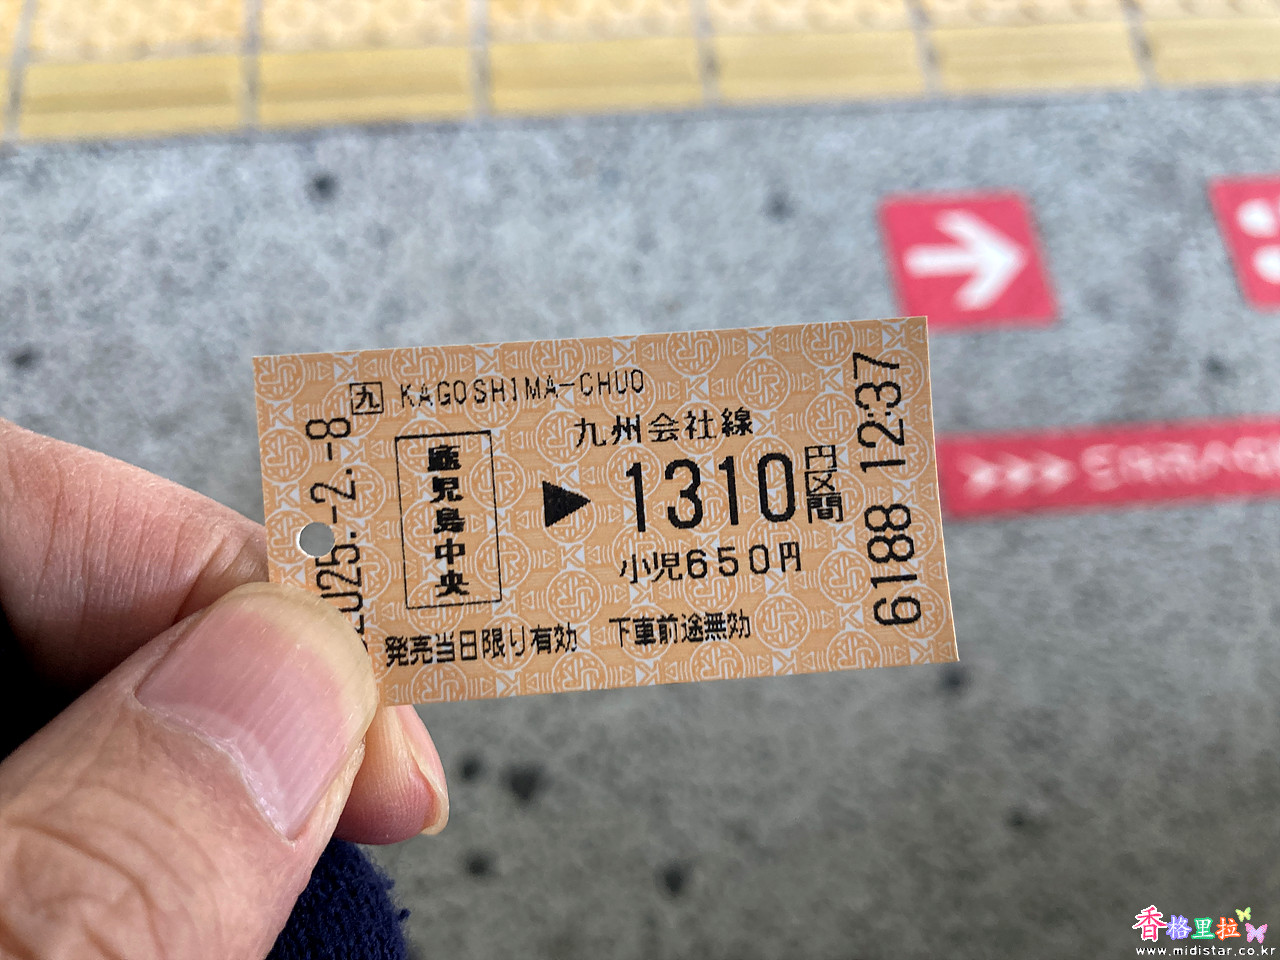 九 KAGOSHIMA-CHUO
九州会社線
鹿児島中央
▶
1310円区間
小児650円
発売当日限り有効 下車前途無効
2025.-2.-8
6188 12:37
香格里拉
www.midistar.co.kr